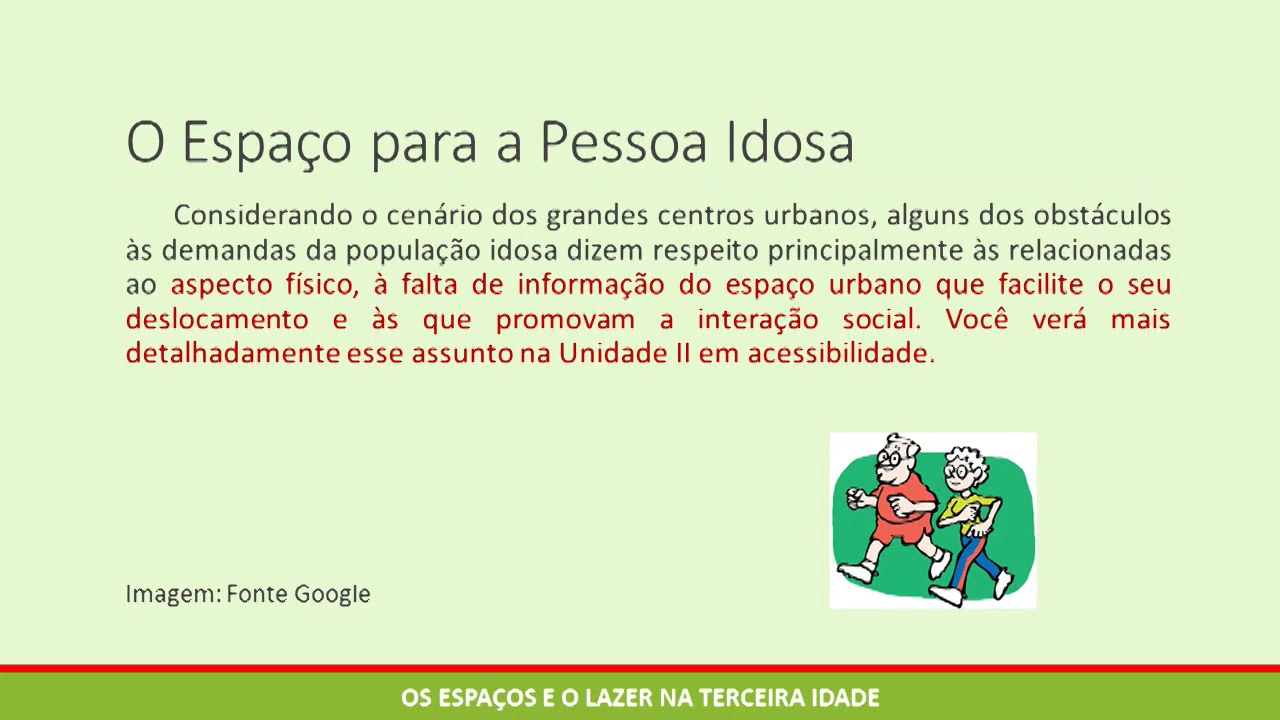 O Espaço para a Pessoa Idosa
Considerando o cenário dos grandes centros urbanos, alguns dos obstáculos
às demandas da população idosa dizem respeito principalmente às relacionadas
ao aspecto físico, à falta de informação do espaço urbano que facilite o seu
deslocamento e às que promovam a interação social. Você verá mais
detalhadamente esse assunto na Unidade II em acessibilidade.
Imagem: Fonte Google
OS ESPAÇOS E O LAZER NA TERCEIRA IDADE